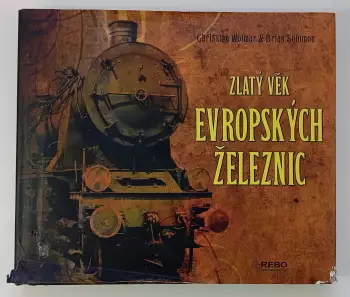 Christian Wolmar & Brian Solomon
ZLATÝ VĚK
EVROPSKÝCH
ŽELEZNIC
REBO